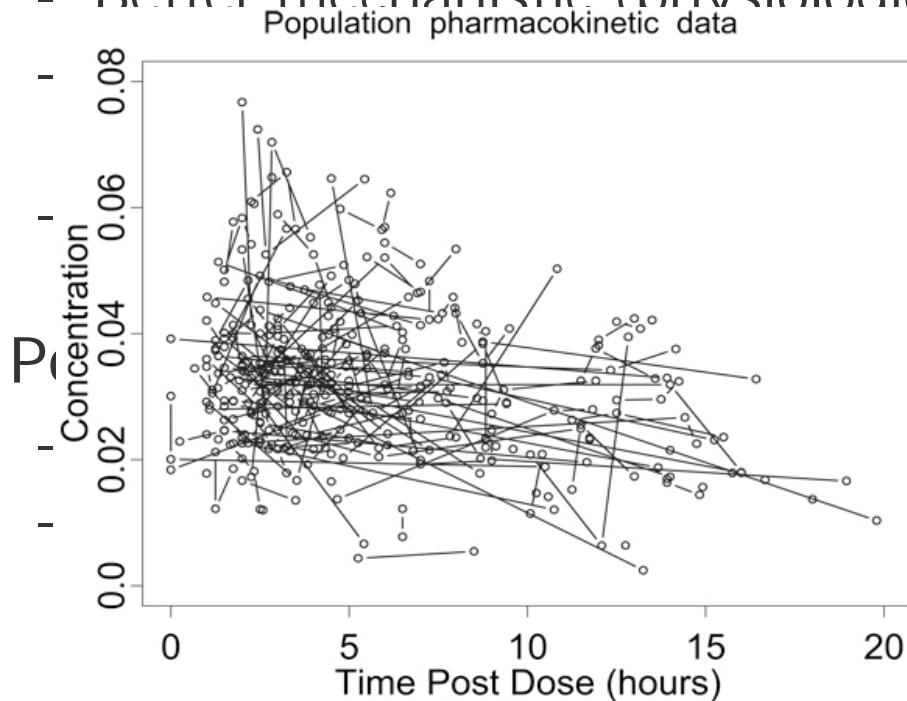 Population pharmacokinetic data
-
-
-
-
-
0.08
0.06
0.04
0.02
0.0
Concentration
0 5 10 15 20
Time Post Dose (hours)